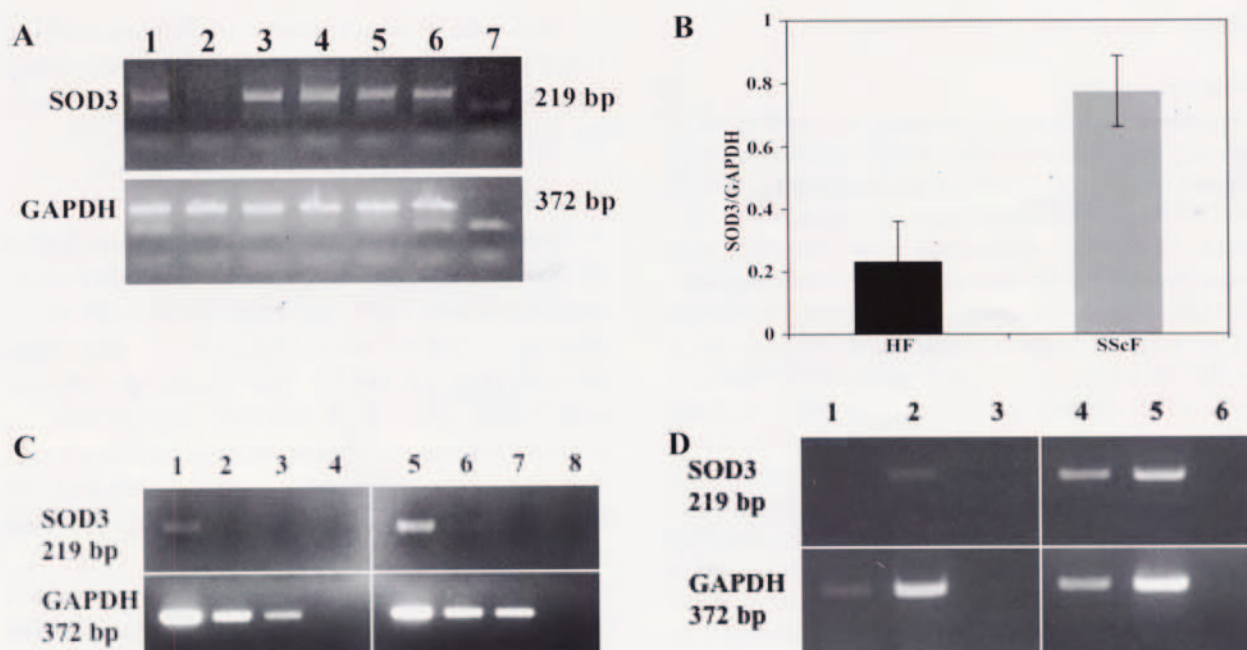 A
1 2 3 4 5 6 7
SOD3
219 bp
GAPDH
372 bp
B
1
0.8
0.6
0.4
0.2
0
SOD3/GAPDH
HF
SScF
C
1 2 3 4 5 6 7 8
SOD3
219 bp
GAPDH
372 bp
D
1 2 3 4 5 6
SOD3
219 bp
GAPDH
372 bp